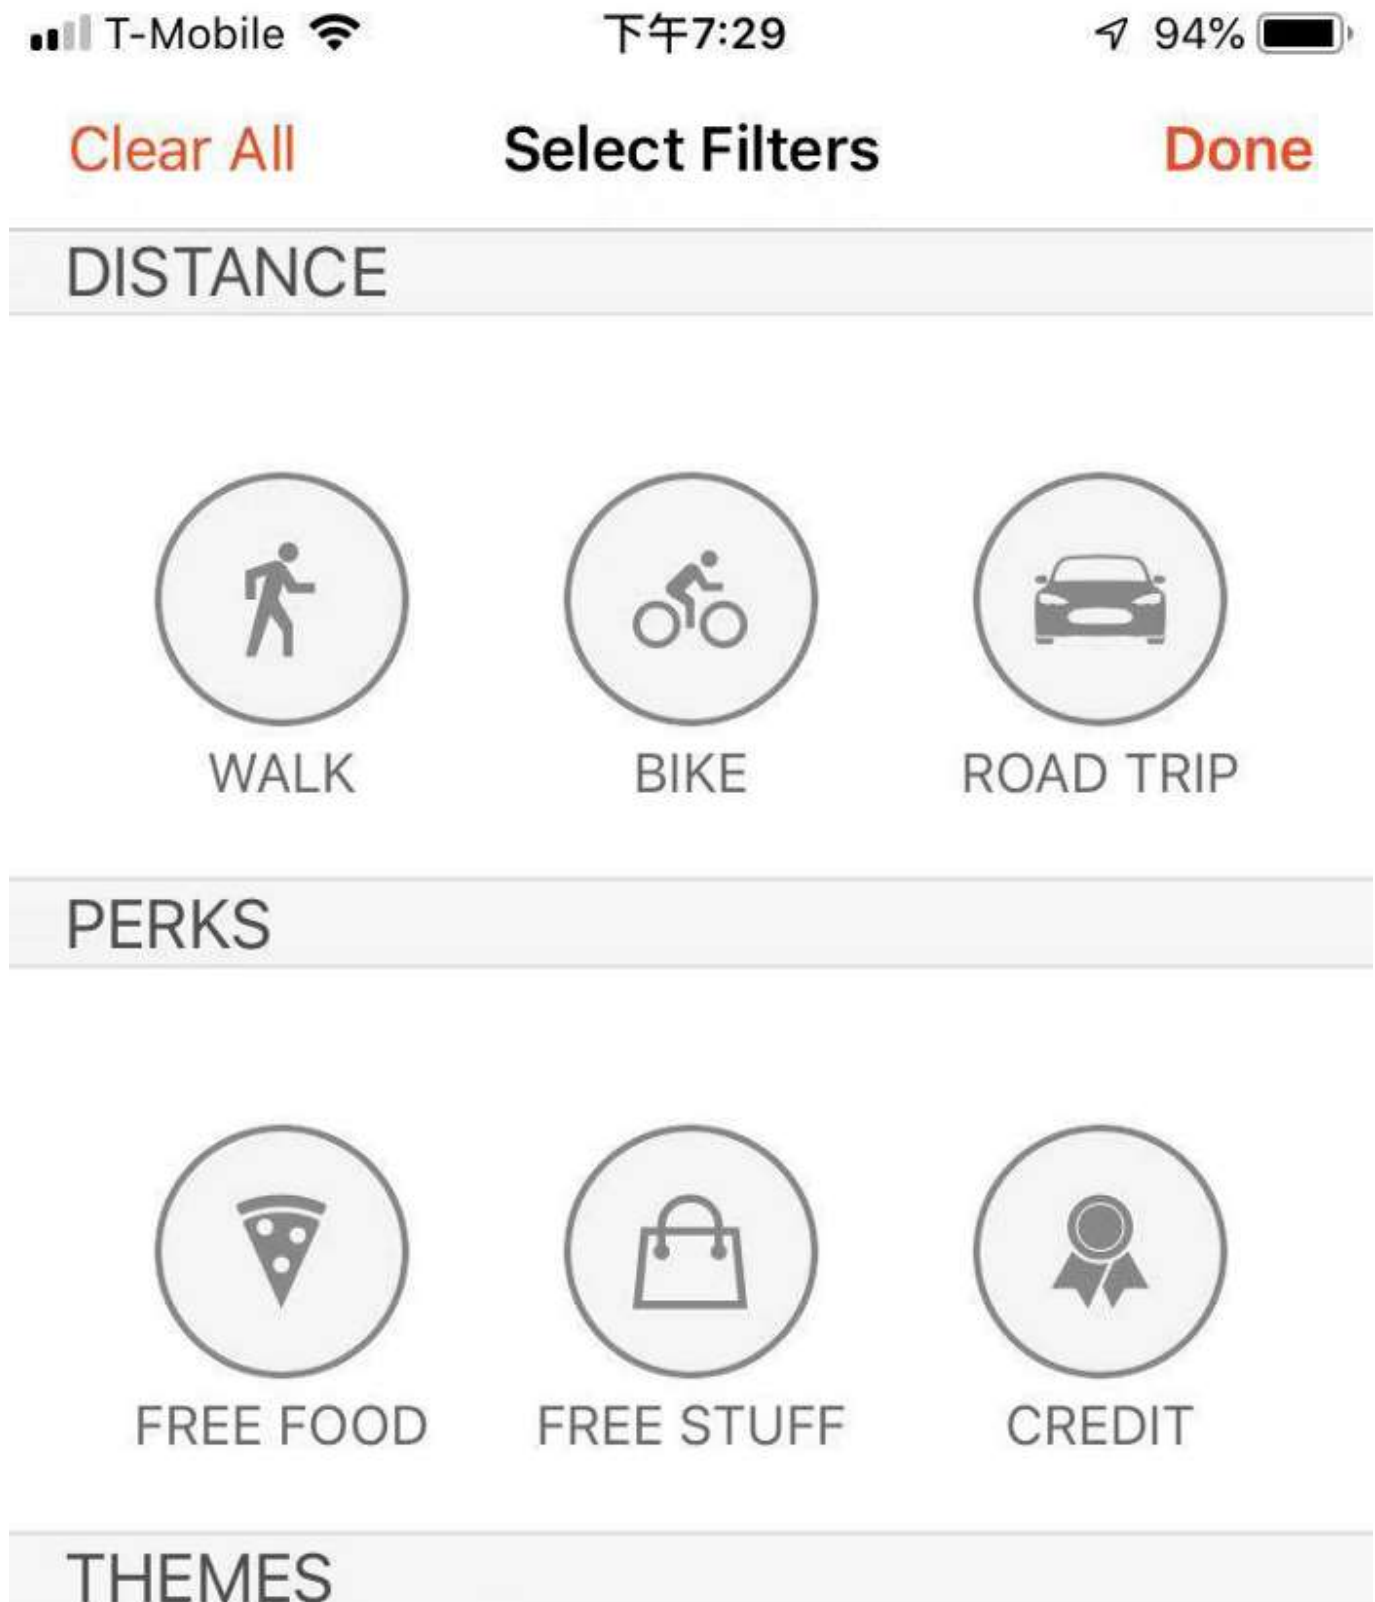 T-Mobile 下午7:29 94%
Clear All Select Filters Done
DISTANCE
WALK BIKE ROAD TRIP
PERKS
FREE FOOD FREE STUFF CREDIT
THEMES